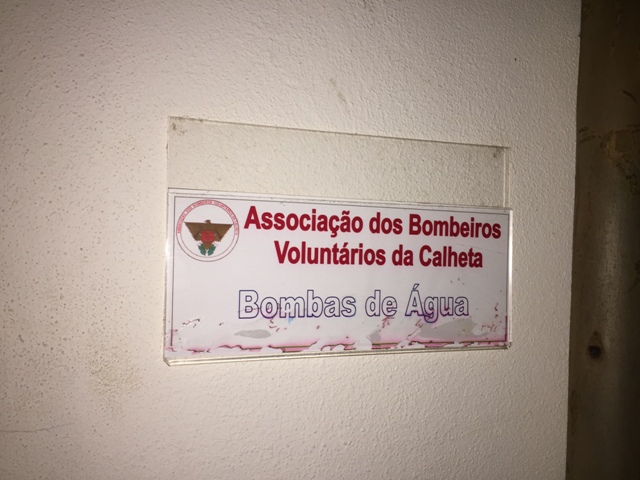 Associação dos Bombeiros
Voluntários da Calheta
Bombas de Água